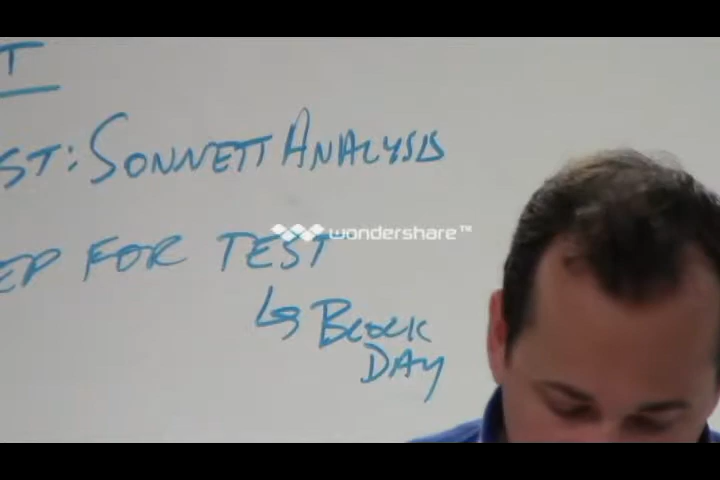 T
ST: SONNETT ANALYSIS
wondershare™
EP FOR TEST
↳ BLOCK
DAY